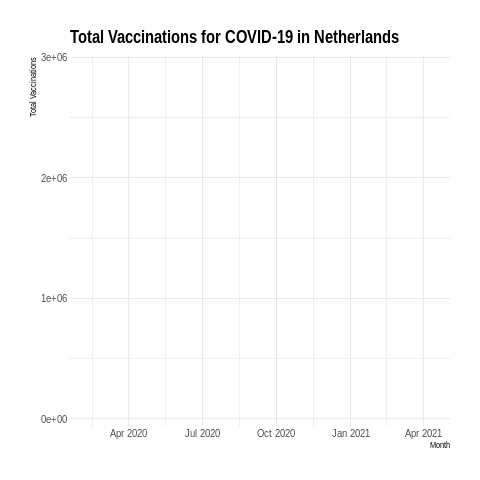 Total Vaccinations for COVID-19 in Netherlands
Total Vaccinations
3e+06
2e+06
1e+06
0e+00
Apr 2020 Jul 2020 Oct 2020 Jan 2021 Apr 2021
Month